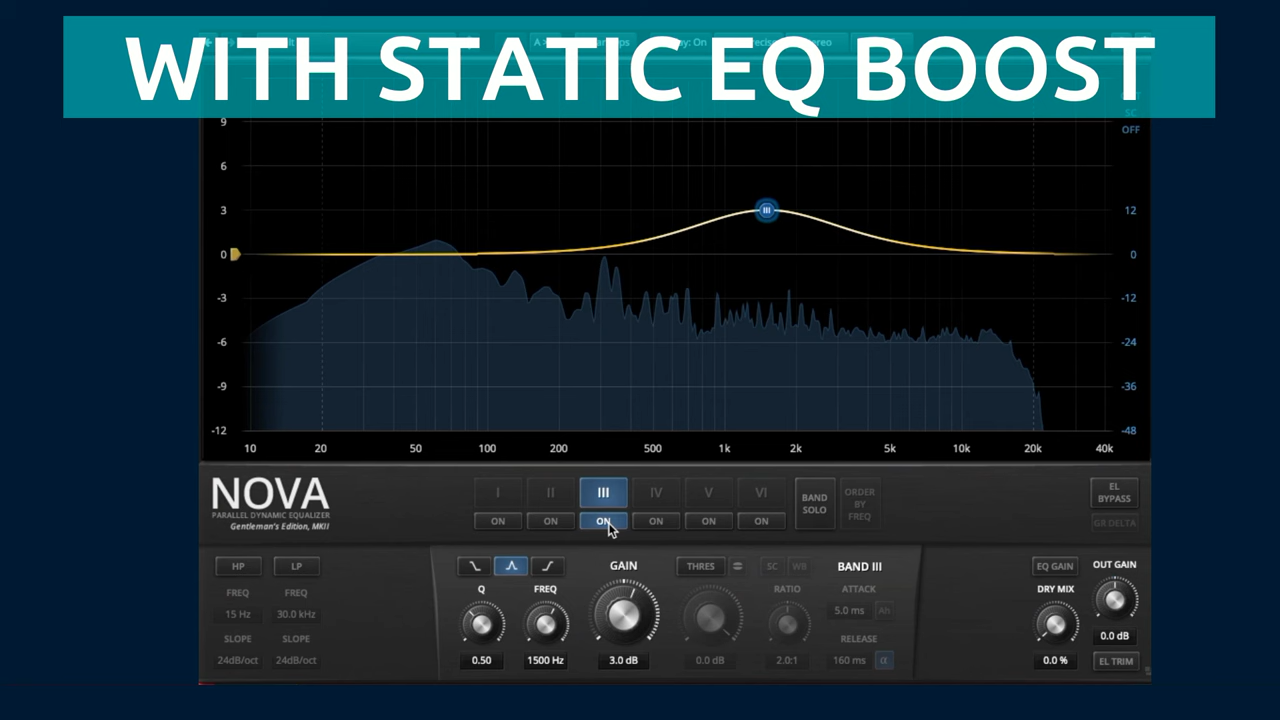 WITH STATIC EQ BOOST
OFF
9
6
3
0
-3
-6
-9
-12
12
0
-12
-24
-36
-48
10 20 50 100 200 500 1k 2k 5k 10k 20k 40k
NOVA
PARALLEL DYNAMIC EQUALIZER
Gentleman's Edition, MKII
I II III IV V VI
ON ON ON ON ON ON
BAND SOLO
ORDER BY FREQ
EL BYPASS
GR DELTA
HP LP
FREQ FREQ
15 Hz 30.0 kHz
SLOPE SLOPE
24dB/oct 24dB/oct
Q FREQ GAIN
0.50 1500 Hz 3.0 dB
THRES SC WB BAND III
RATIO ATTACK
5.0 ms Ah
RELEASE
0.0 dB 2.0:1 160 ms α
EQ GAIN OUT GAIN
DRY MIX
0.0 dB
0.0 % EL TRIM